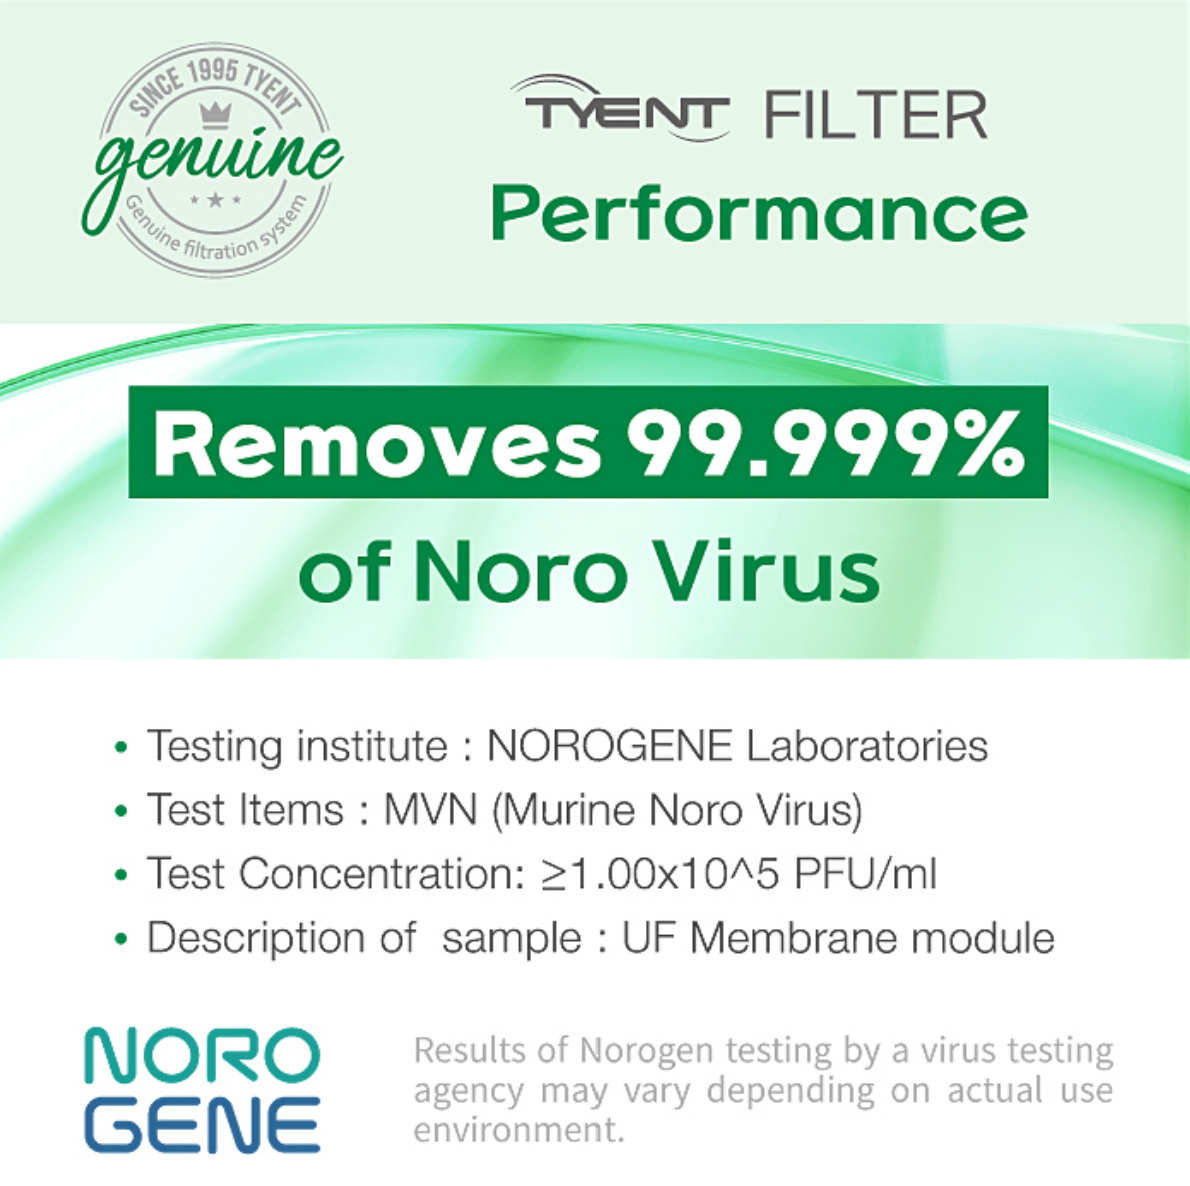 SINCE 1995 TYENT
genuine
Genuine filtration system
TYENT FILTER
Performance
Removes 99.999%
of Noro Virus
• Testing institute : NOROGENE Laboratories
• Test Items : MVN (Murine Noro Virus)
• Test Concentration: ≥1.00x10^5 PFU/ml
• Description of sample : UF Membrane module
NORO
GENE
Results of Norogen testing by a virus testing
agency may vary depending on actual use
environment.